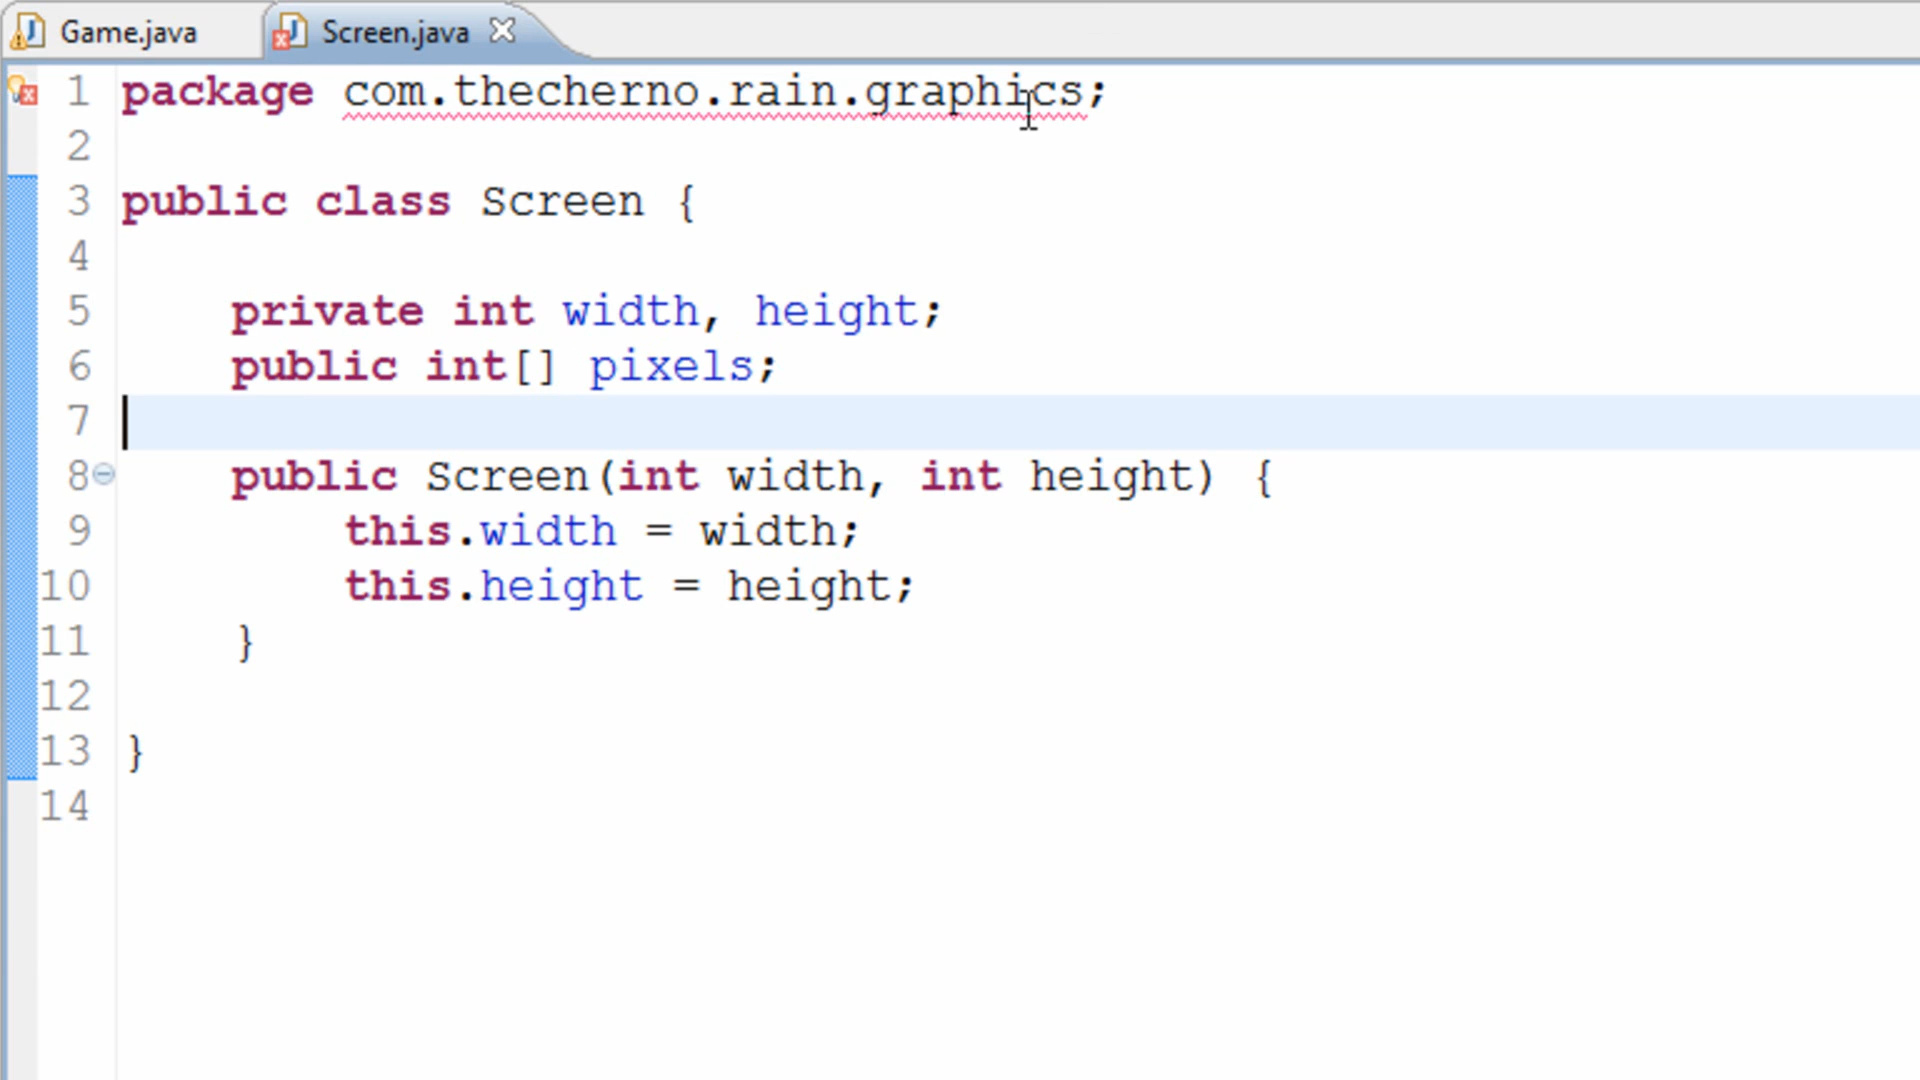 Game.java Screen.java
1 package com.thecherno.rain.graphics;
2
3 public class Screen {
4
5 private int width, height;
6 public int[] pixels;
7
8 public Screen(int width, int height) {
9 this.width = width;
10 this.height = height;
11 }
12
13 }
14